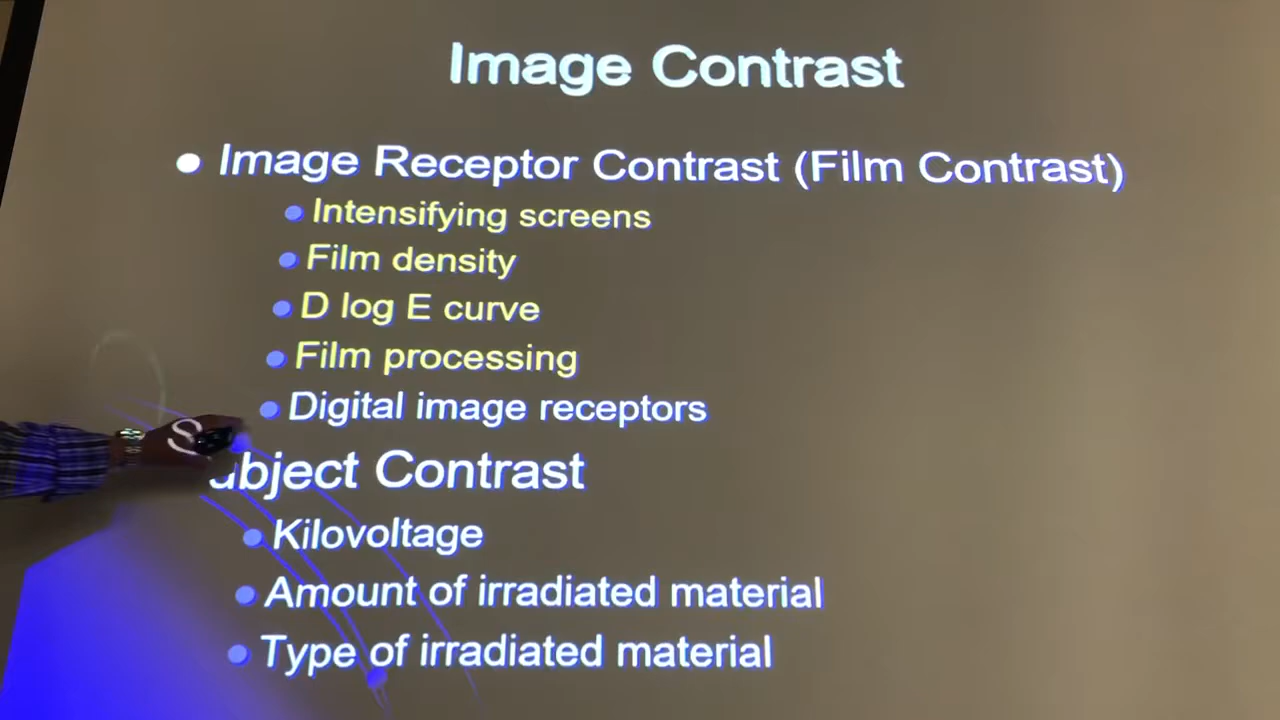 Image Contrast
Image Receptor Contrast (Film Contrast)
Intensifying screens
Film density
D log E curve
Film processing
Digital image receptors
Subject Contrast
Kilovoltage
Amount of irradiated material
Type of irradiated material